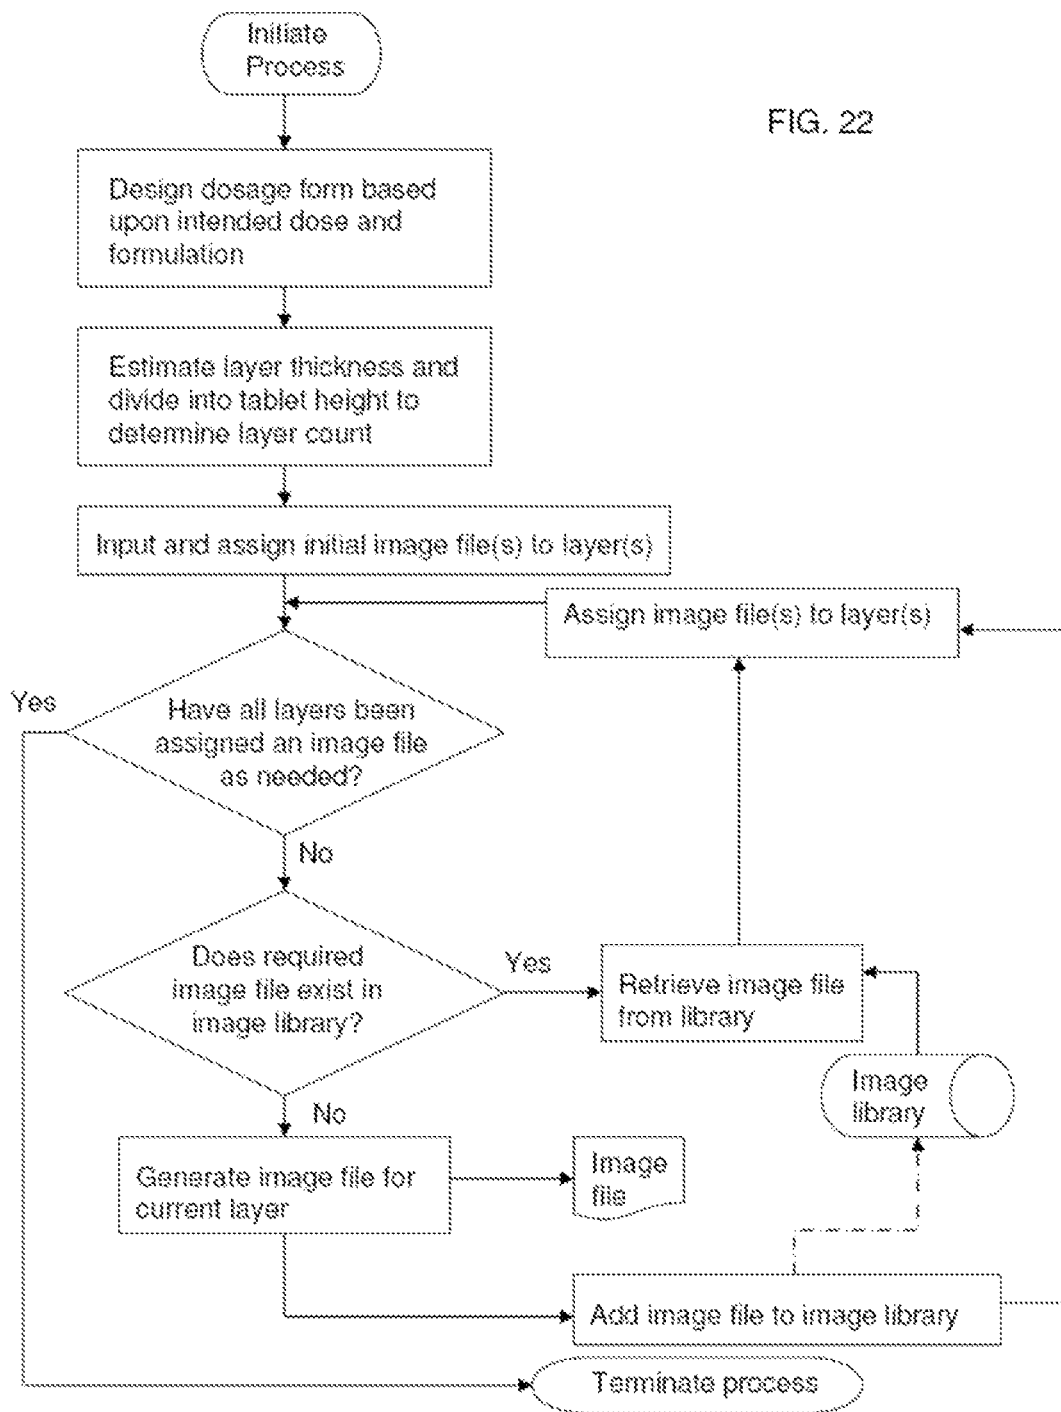 Initiate
Process
FIG. 22
Design dosage form based
upon intended dose and
formulation
Estimate layer thickness and
divide into tablet height to
determine layer count
Input and assign initial image file(s) to layer(s)
Assign image file(s) to layer(s)
Yes
Have all layers been
assigned an image file
as needed?
No
Does required
image file exist in
image library?
Yes
Retrieve image file
from library
Image
library
No
Generate image file for
current layer
Image
file
Add image file to image library
Terminate process